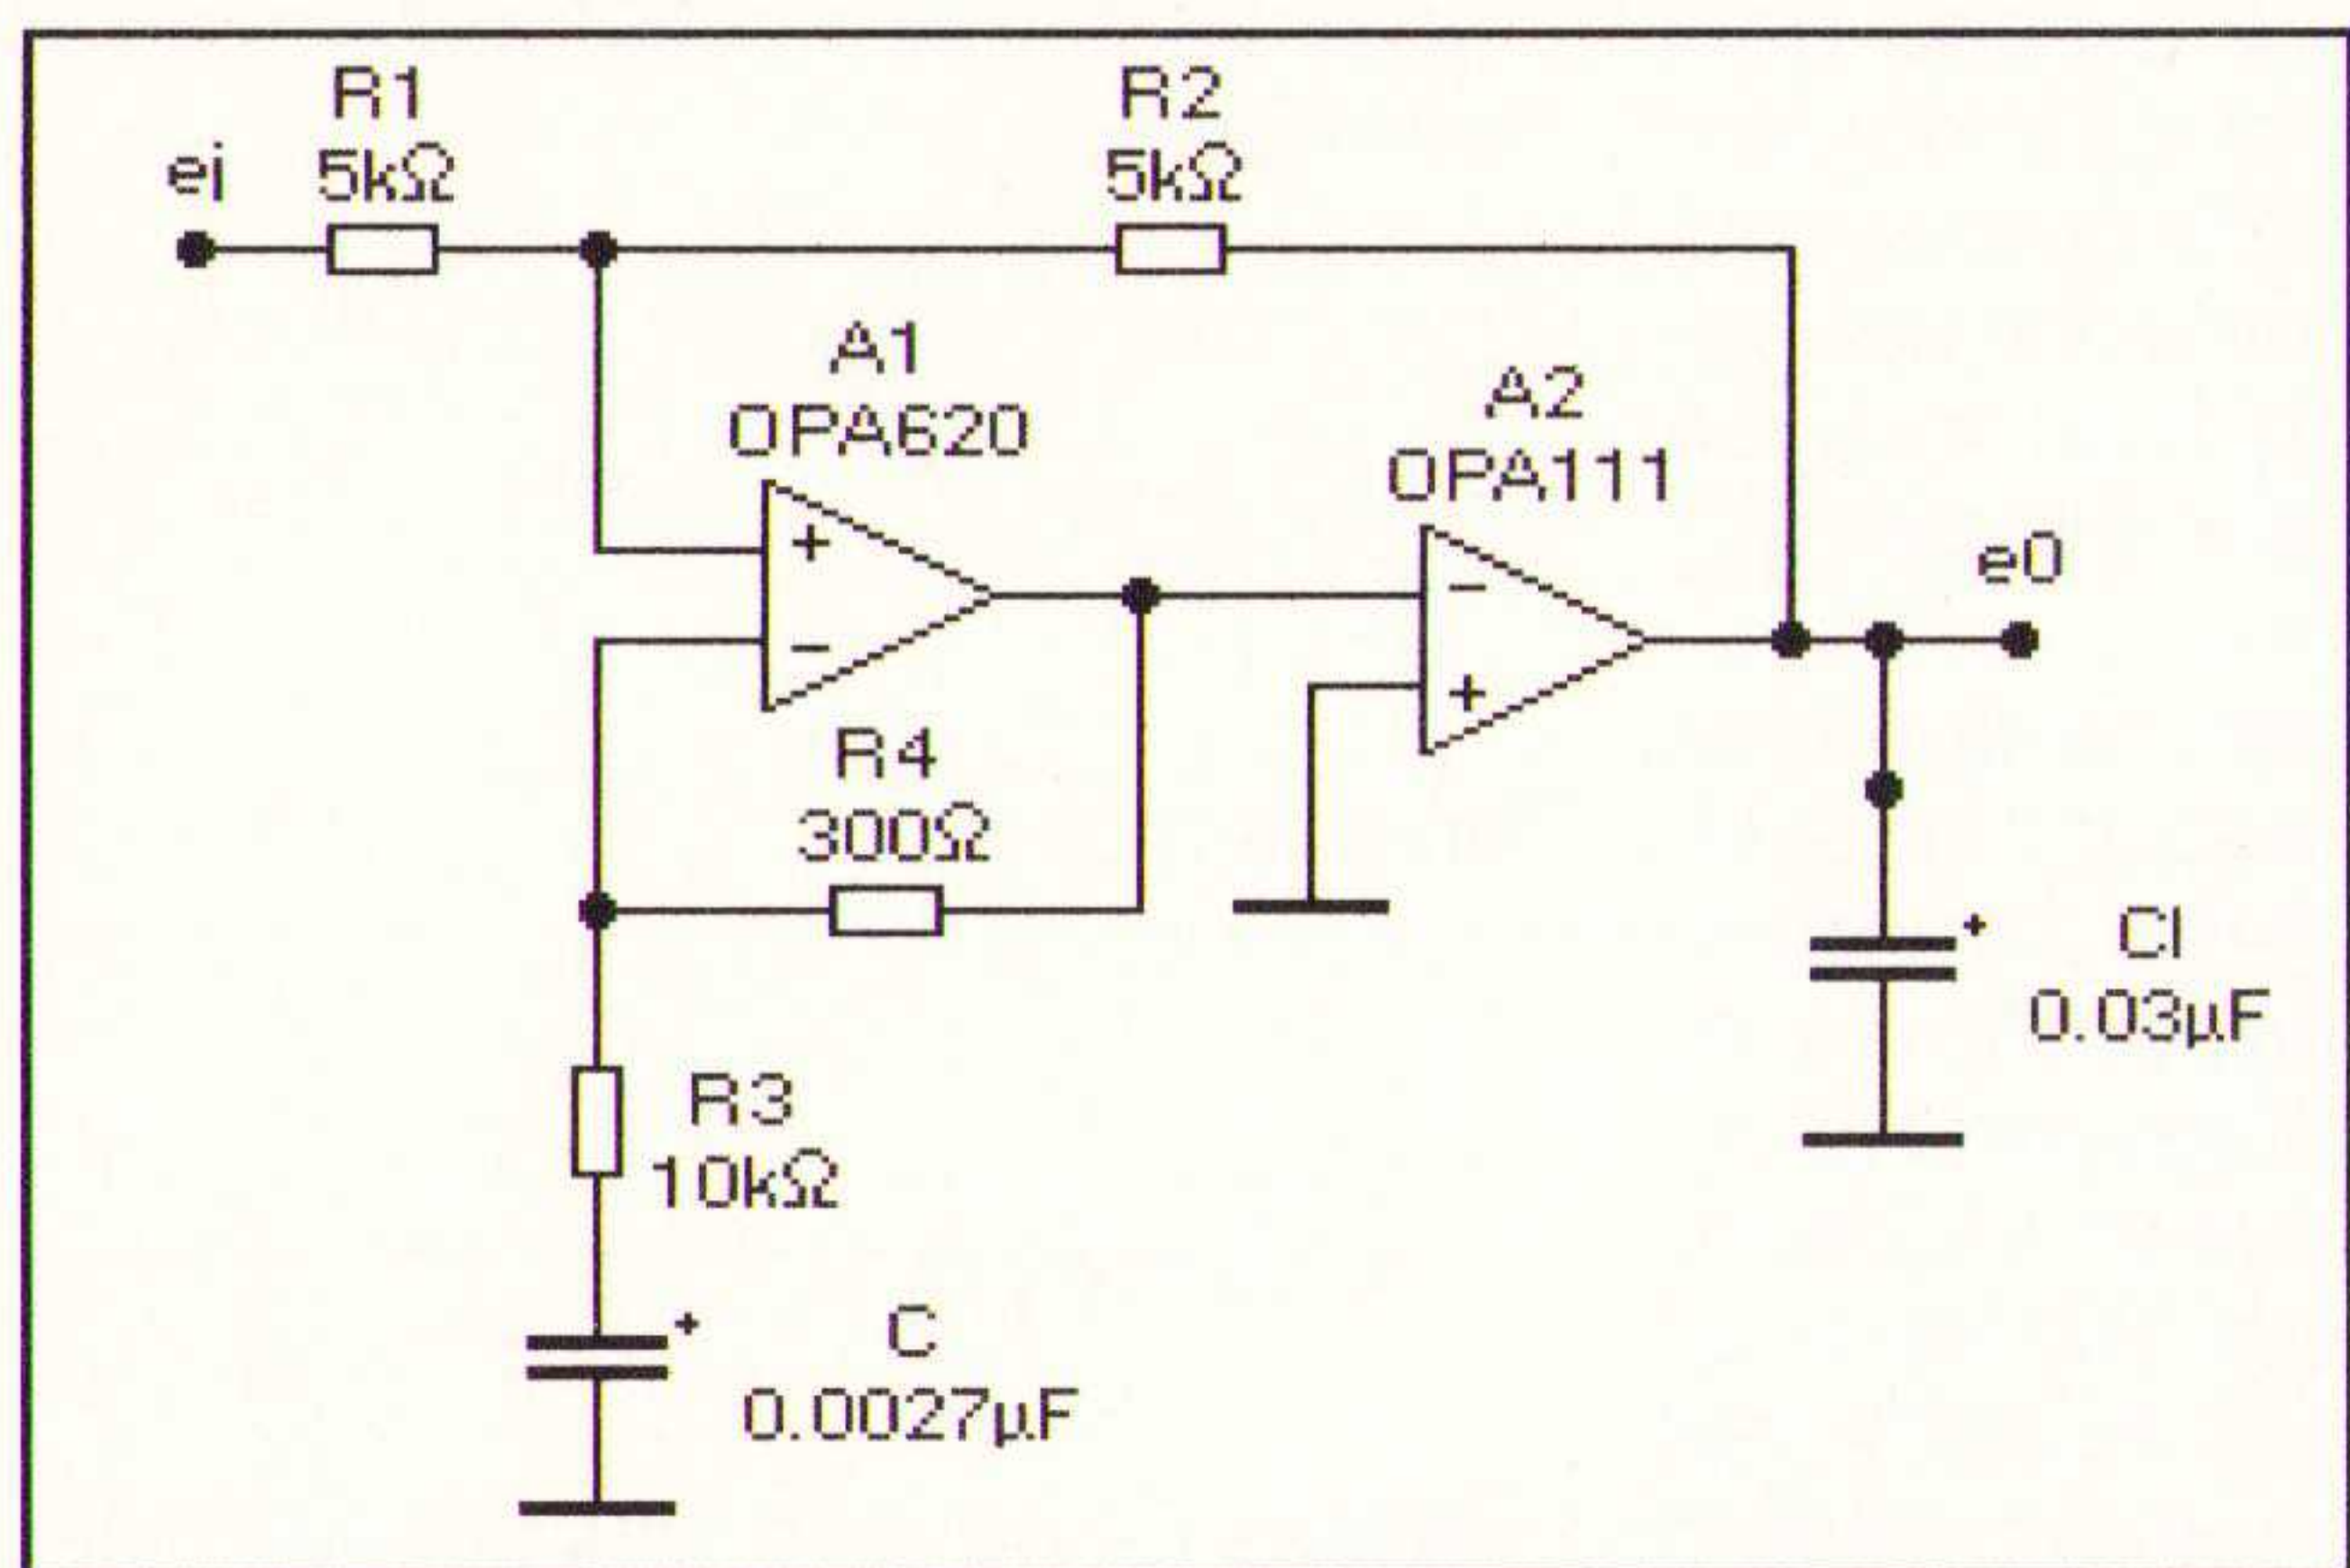 R1
5kΩ
R2
5kΩ
ei
A1
OPA620
A2
OPA111
+
−
−
+
e0
R4
300Ω
+
Cl
0.03µF
R3
10kΩ
+
C
0.0027µF